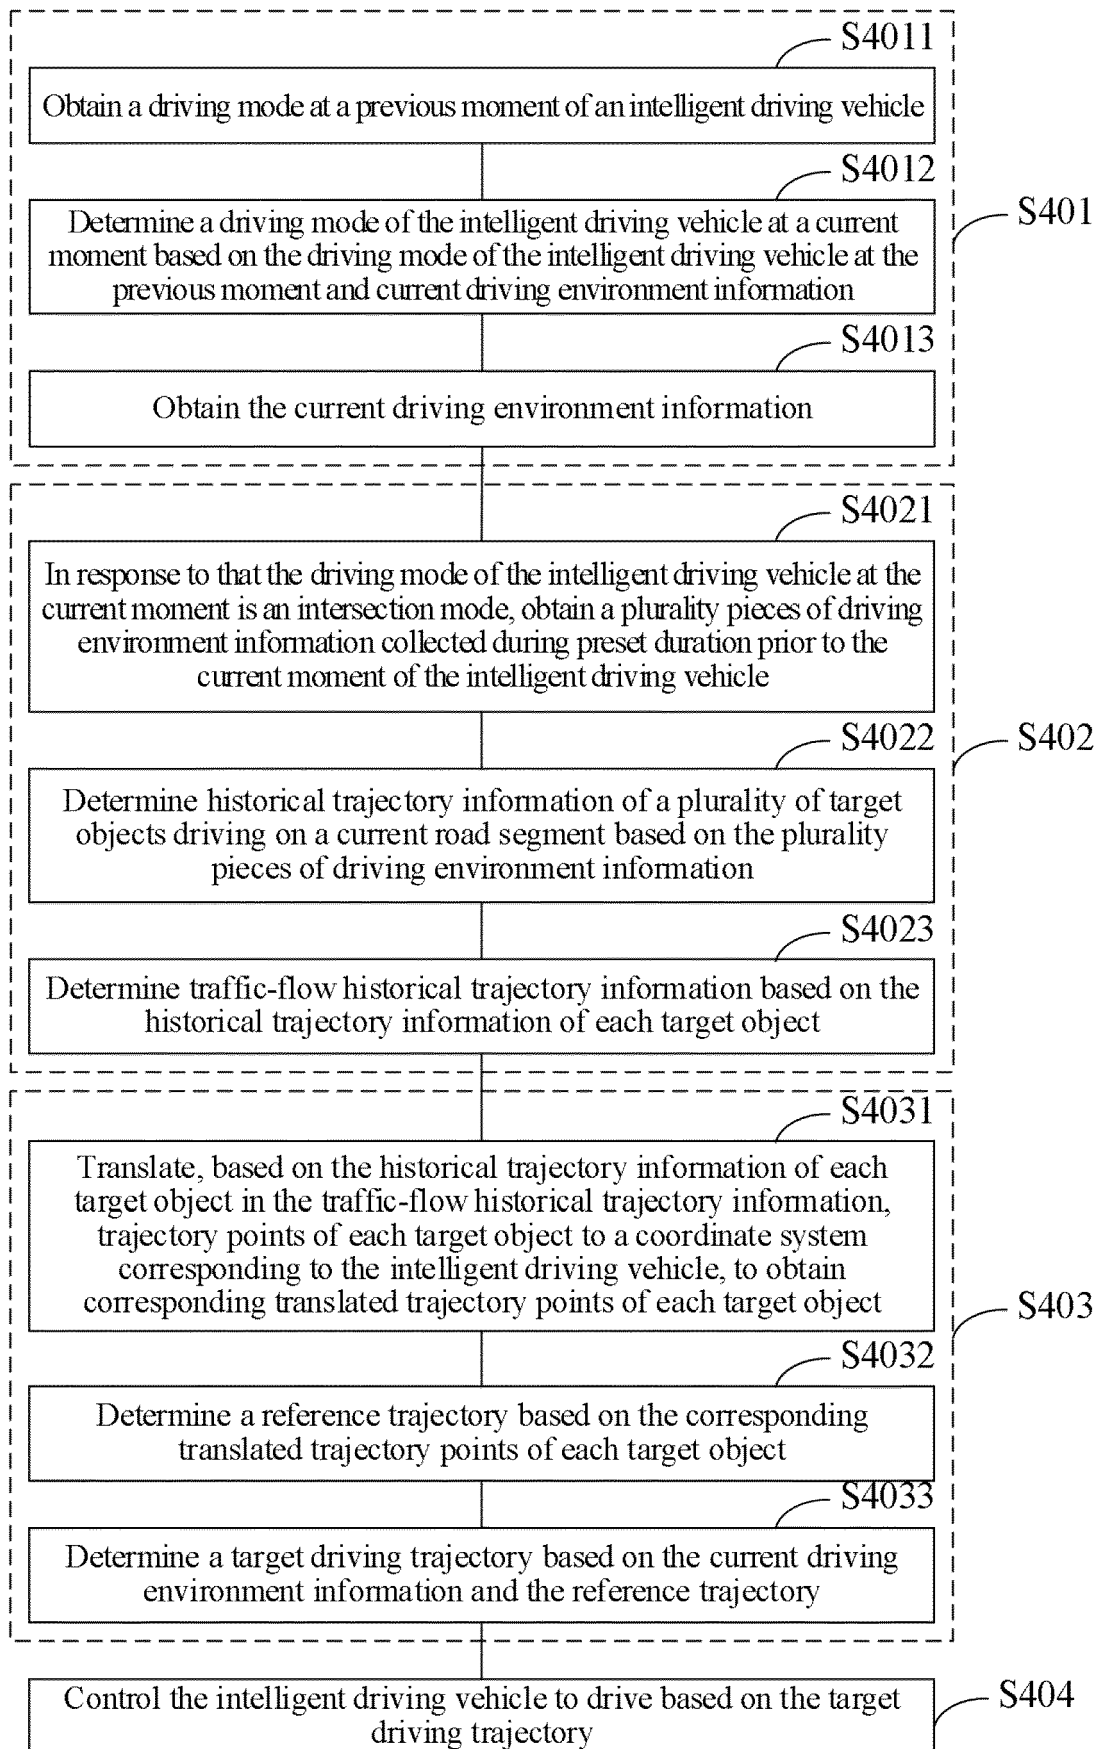 S4011
Obtain a driving mode at a previous moment of an intelligent driving vehicle
S4012
Determine a driving mode of the intelligent driving vehicle at a current
moment based on the driving mode of the intelligent driving vehicle at the
previous moment and current driving environment information
S401
S4013
Obtain the current driving environment information
S4021
In response to that the driving mode of the intelligent driving vehicle at the
current moment is an intersection mode, obtain a plurality pieces of driving
environment information collected during preset duration prior to the
current moment of the intelligent driving vehicle
S4022
S402
Determine historical trajectory information of a plurality of target
objects driving on a current road segment based on the plurality
pieces of driving environment information
S4023
Determine traffic-flow historical trajectory information based on the
historical trajectory information of each target object
S4031
Translate, based on the historical trajectory information of each
target object in the traffic-flow historical trajectory information,
trajectory points of each target object to a coordinate system
corresponding to the intelligent driving vehicle, to obtain
corresponding translated trajectory points of each target object
S403
S4032
Determine a reference trajectory based on the corresponding
translated trajectory points of each target object
S4033
Determine a target driving trajectory based on the current driving
environment information and the reference trajectory
Control the intelligent driving vehicle to drive based on the target
driving trajectory
S404